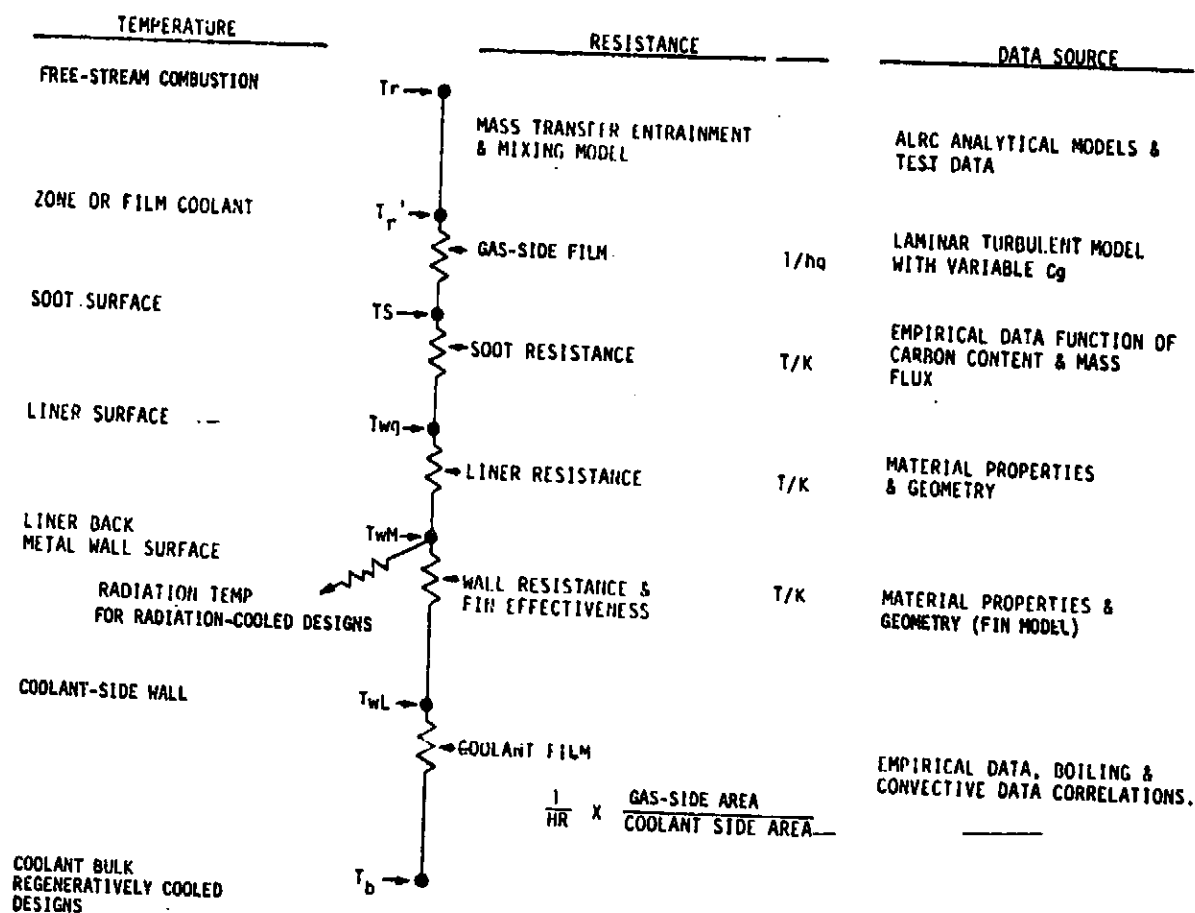 TEMPERATURE
RESISTANCE
DATA SOURCE
FREE-STREAM COMBUSTION
Tr
MASS TRANSFER ENTRAINMENT
& MIXING MODEL
ALRC ANALYTICAL MODELS &
TEST DATA
ZONE OR FILM COOLANT
Tr'
GAS-SIDE FILM
1/hg
LAMINAR TURBULENT MODEL
WITH VARIABLE Cg
SOOT SURFACE
TS
SOOT RESISTANCE
T/K
EMPIRICAL DATA FUNCTION OF
CARBON CONTENT & MASS
FLUX
LINER SURFACE
Twg
LINER RESISTANCE
T/K
MATERIAL PROPERTIES
& GEOMETRY
LINER BACK
METAL WALL SURFACE
TwM
RADIATION TEMP
FOR RADIATION-COOLED DESIGNS
WALL RESISTANCE &
FIN EFFECTIVENESS
T/K
MATERIAL PROPERTIES &
GEOMETRY (FIN MODEL)
COOLANT-SIDE WALL
TwL
COOLANT FILM
1/HR X GAS-SIDE AREA/COOLANT SIDE AREA
EMPIRICAL DATA, BOILING &
CONVECTIVE DATA CORRELATIONS.
COOLANT BULK
REGENERATIVELY COOLED
DESIGNS
Tb